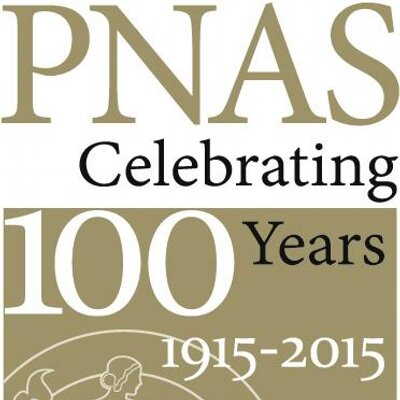 PNAS
Celebrating
100 Years
1915-2015